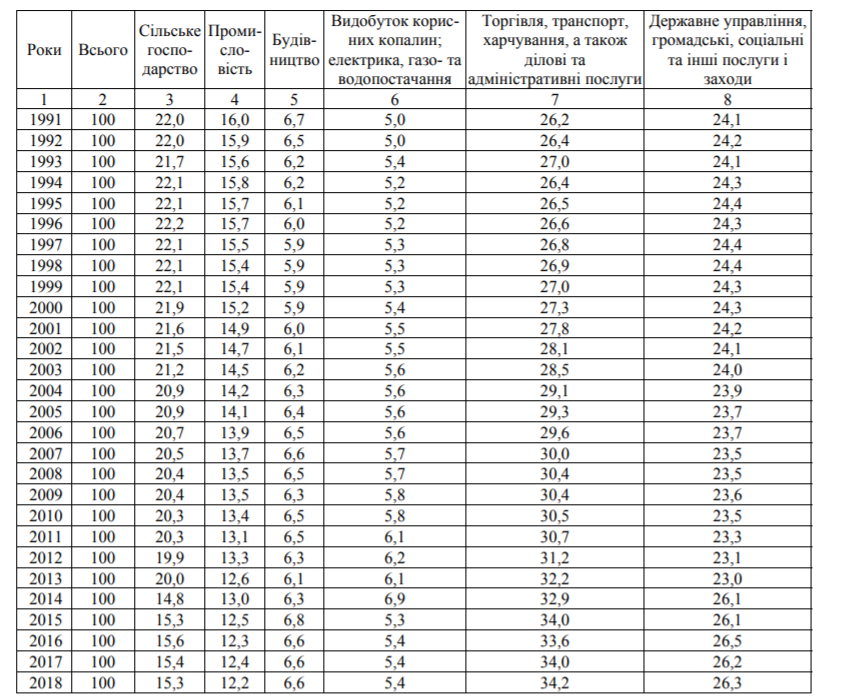 Роки Всього Сільське госпо- дарство Проми- сло- вість Будів- ництво Видобуток корис- них копалин; електрика, газо- та водопостачання Торгівля, транспорт, харчування, а також ділові та адміністративні послуги Державне управління, громадські, соціальні та інші послуги і заходи
1 2 3 4 5 6 7 8
1991 100 22,0 16,0 6,7 5,0 26,2 24,1
1992 100 22,0 15,9 6,5 5,0 26,4 24,2
1993 100 21,7 15,6 6,2 5,4 27,0 24,1
1994 100 22,1 15,8 6,2 5,2 26,4 24,3
1995 100 22,1 15,7 6,1 5,2 26,5 24,4
1996 100 22,2 15,7 6,0 5,2 26,6 24,3
1997 100 22,1 15,5 5,9 5,3 26,8 24,4
1998 100 22,1 15,4 5,9 5,3 26,9 24,4
1999 100 22,1 15,4 5,9 5,3 27,0 24,3
2000 100 21,9 15,2 5,9 5,4 27,3 24,3
2001 100 21,6 14,9 6,0 5,5 27,8 24,2
2002 100 21,5 14,7 6,1 5,5 28,1 24,1
2003 100 21,2 14,5 6,2 5,6 28,5 24,0
2004 100 20,9 14,2 6,3 5,6 29,1 23,9
2005 100 20,9 14,1 6,4 5,6 29,3 23,7
2006 100 20,7 13,9 6,5 5,6 29,6 23,7
2007 100 20,5 13,7 6,6 5,7 30,0 23,5
2008 100 20,4 13,5 6,5 5,7 30,4 23,5
2009 100 20,4 13,5 6,3 5,8 30,4 23,6
2010 100 20,3 13,4 6,5 5,8 30,5 23,5
2011 100 20,3 13,1 6,5 6,1 30,7 23,3
2012 100 19,9 13,3 6,3 6,2 31,2 23,1
2013 100 20,0 12,6 6,1 6,1 32,2 23,0
2014 100 14,8 13,0 6,3 6,9 32,9 26,1
2015 100 15,3 12,5 6,8 5,3 34,0 26,1
2016 100 15,6 12,3 6,6 5,4 33,6 26,5
2017 100 15,4 12,4 6,6 5,4 34,0 26,2
2018 100 15,3 12,2 6,6 5,4 34,2 26,3